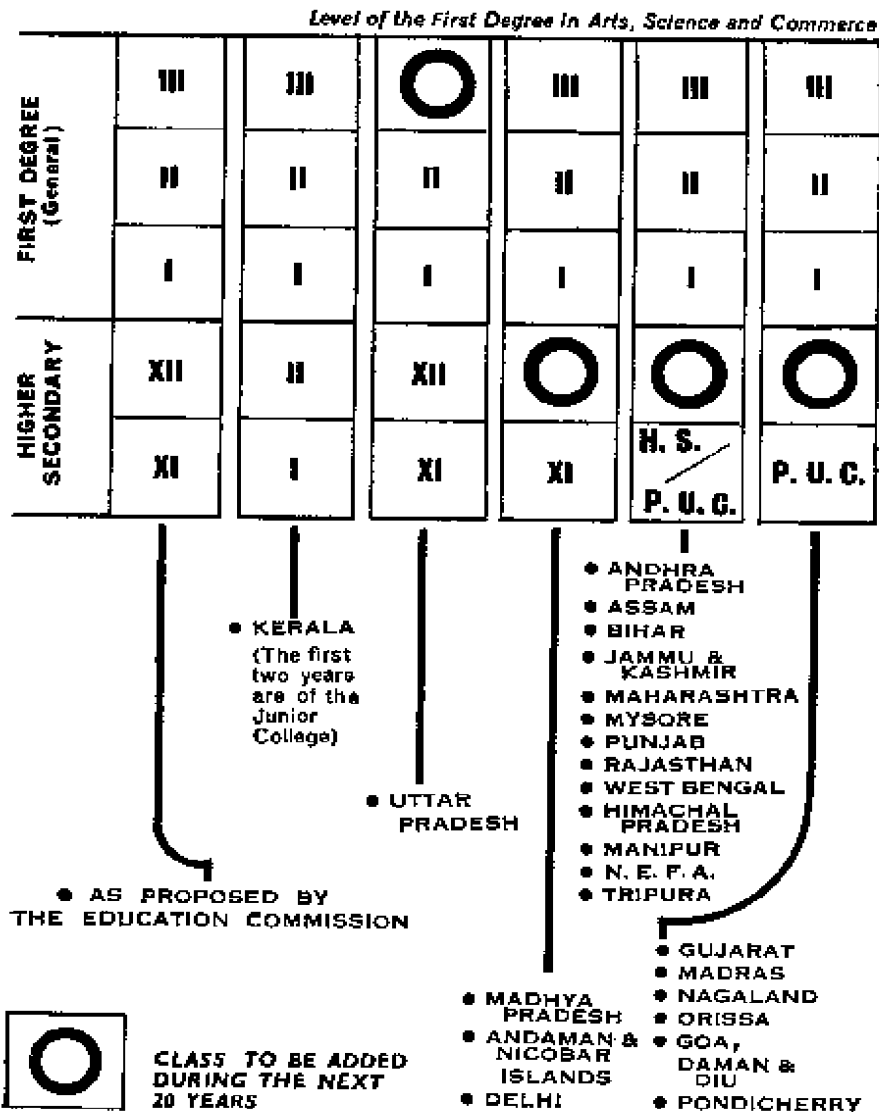 Level of the First Degree in Arts, Science and Commerce
FIRST DEGREE
(General)
III III III III III
II II II II II II
I I I I I I
HIGHER
SECONDARY
XII II XII
XI I XI XI H. S. / P. U. C. P. U. C.
● KERALA
(The first
two years
are of the
Junior
College)
● UTTAR
PRADESH
● ANDHRA
PRADESH
● ASSAM
● BIHAR
● JAMMU &
KASHMIR
● MAHARASHTRA
● MYSORE
● PUNJAB
● RAJASTHAN
● WEST BENGAL
● HIMACHAL
PRADESH
● MANIPUR
● N. E. F. A.
● TRIPURA
● AS PROPOSED BY
THE EDUCATION COMMISSION
● MADHYA
PRADESH
● ANDAMAN &
NICOBAR
ISLANDS
● DELHI
● GUJARAT
● MADRAS
● NAGALAND
● ORISSA
● GOA,
DAMAN &
DIU
● PONDICHERRY
CLASS TO BE ADDED
DURING THE NEXT
20 YEARS